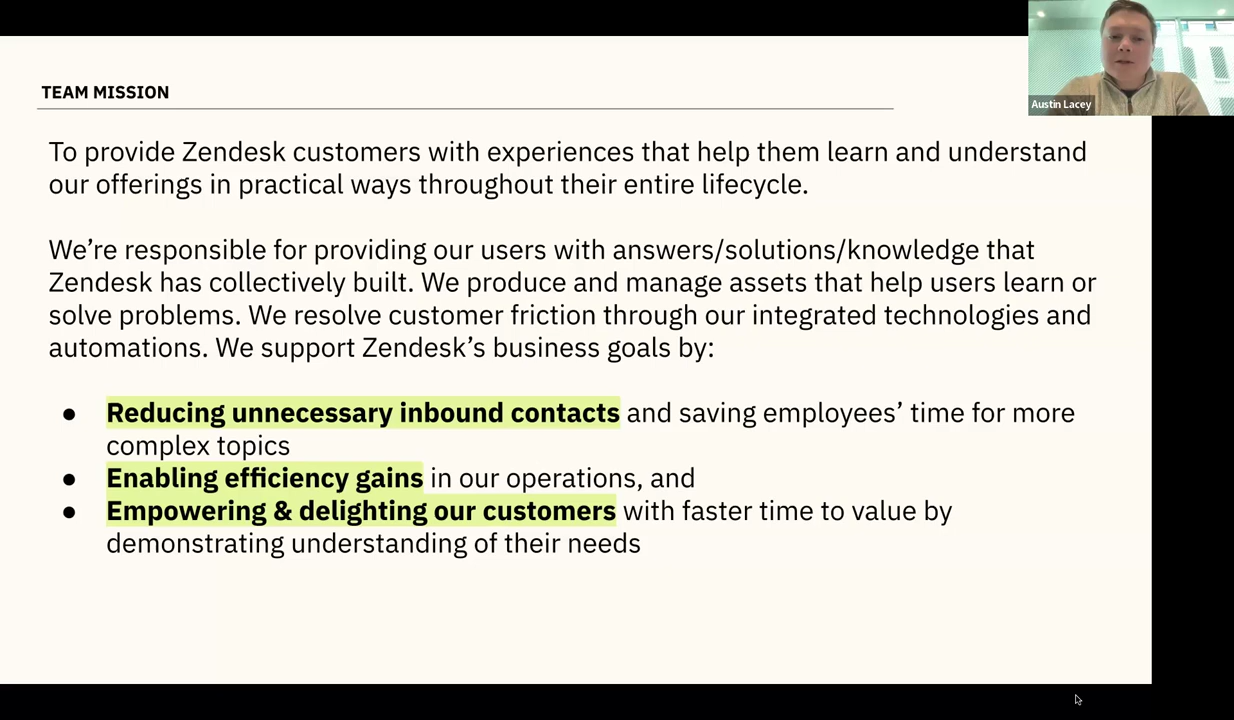 TEAM MISSION
To provide Zendesk customers with experiences that help them learn and understand
our offerings in practical ways throughout their entire lifecycle.
We’re responsible for providing our users with answers/solutions/knowledge that
Zendesk has collectively built. We produce and manage assets that help users learn or
solve problems. We resolve customer friction through our integrated technologies and
automations. We support Zendesk’s business goals by:
● Reducing unnecessary inbound contacts and saving employees’ time for more
complex topics
● Enabling efficiency gains in our operations, and
● Empowering & delighting our customers with faster time to value by
demonstrating understanding of their needs
Austin Lacey